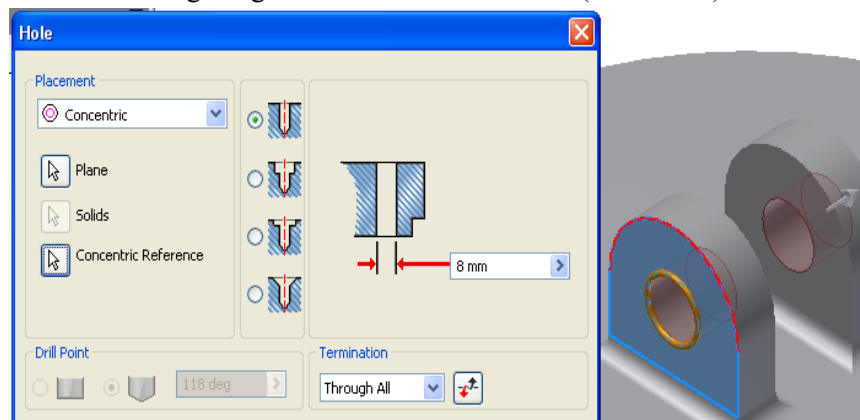 Hole
Placement
Concentric
Plane
Solids
Concentric Reference
8 mm
Drill Point
118 deg
Termination
Through All